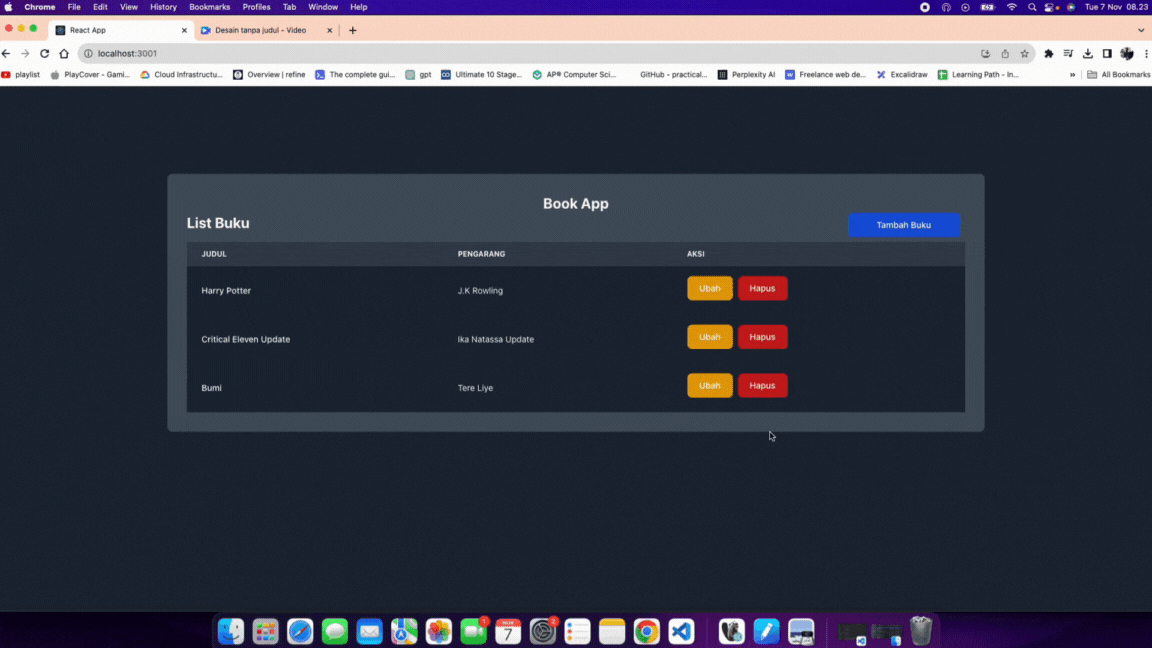 Chrome File Edit View History Bookmarks Profiles Tab Window Help Tue 7 Nov 08.23
React App Desain tanpa judul - Video
localhost:3001
playlist PlayCover - Gami... Cloud Infrastructu... Overview | refine The complete gui... gpt Ultimate 10 Stage... AP® Computer Sci... GitHub - practical... Perplexity AI Freelance web de... Excalidraw Learning Path - In... » All Bookmarks
Book App
List Buku
Tambah Buku
JUDUL PENGARANG AKSI
Harry Potter J.K Rowling Ubah Hapus
Critical Eleven Update Ika Natassa Update Ubah Hapus
Bumi Tere Liye Ubah Hapus
1 7 2